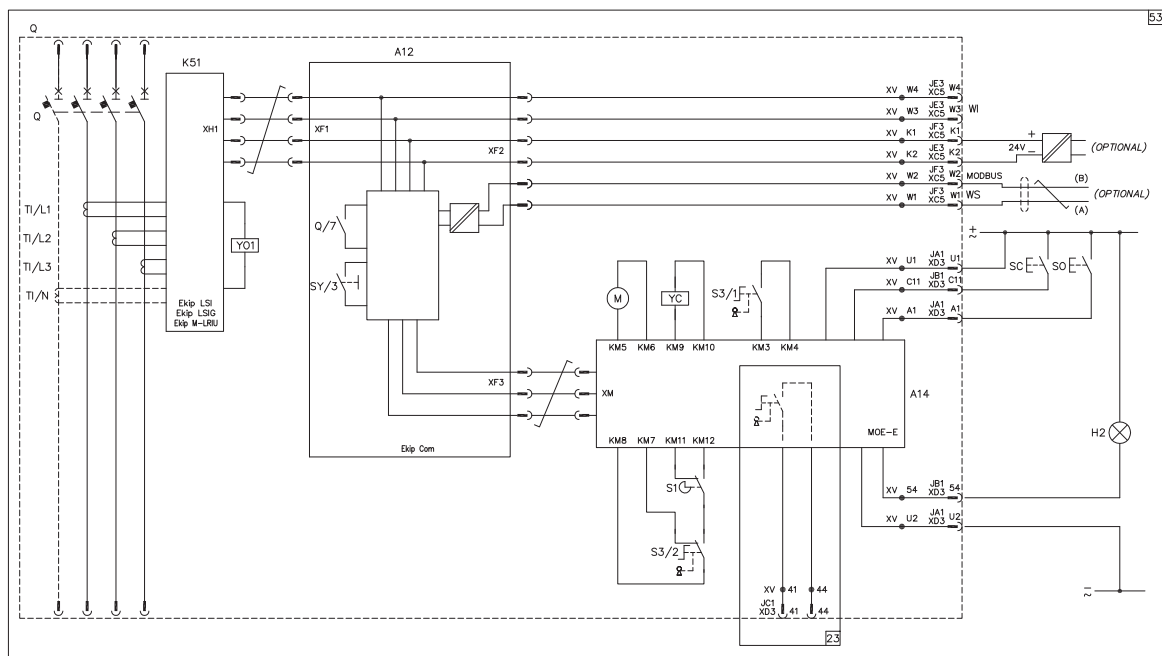 53
Q
K51
A12
Q
XH1
XF1
XF2
XV W4 JE3 XC5 W4
XV W3 JE3 XC5 W3 WI
XV K1 JF3 XC5 K1
+
24V
−
(OPTIONAL)
XV K2 JE3 XC5 K2
XV W2 JF3 XC5 W2 MODBUS
(B)
(OPTIONAL)
XV W1 JF3 XC5 W1 WS
(A)
TI/L1
TI/L2
TI/L3
TI/N
YO1
Q/7
SY/3
Ekip LSI
Ekip LSIG
Ekip M-LRIU
+
~
XV U1 JA1 XD3 U1
SC
SO
XV C11 JB1 XD3 C11
XV A1 JA1 XD3 A1
M
YC
S3/1
KM5 KM6 KM9 KM10 KM3 KM4
XF3
XM
A14
MOE-E
KM8 KM7 KM11 KM12
Ekip Com
H2
S1
XV 54 JB1 XD3 54
XV U2 JA1 XD3 U2
S3/2
XV 41 44
JC1
XD3 41 44
−
~
23